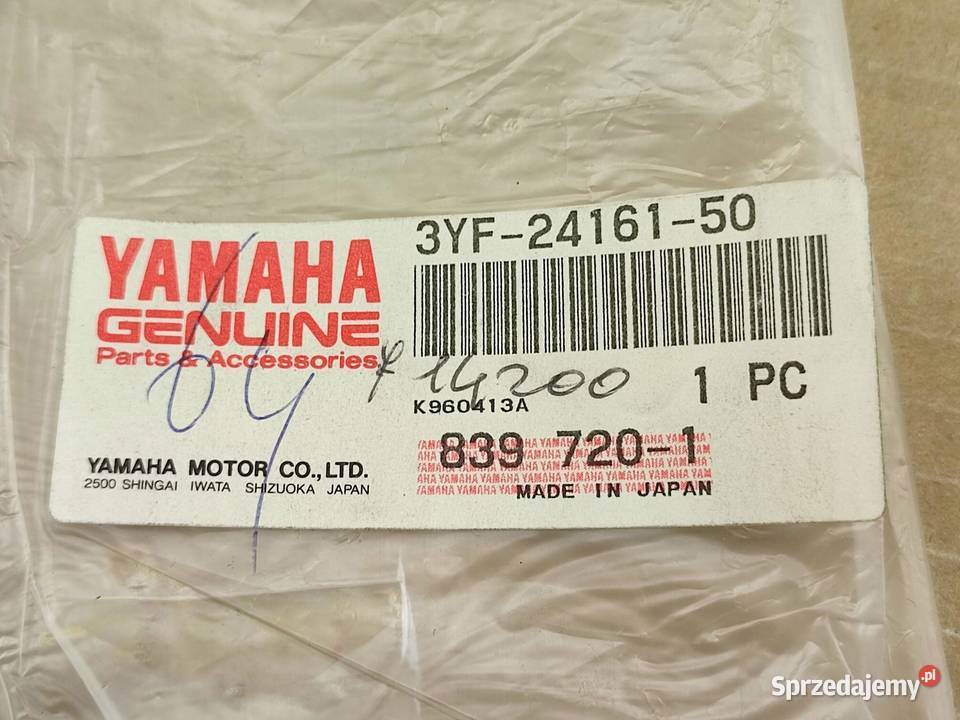 3YF-24161-50
YAMAHA
GENUINE
Parts & Accessories
14200
1 PC
K960413A
839 720-1
YAMAHA MOTOR CO.,LTD.
2500 SHINGAI IWATA SHIZUOKA JAPAN
MADE IN JAPAN
Sprzedajemy.pl